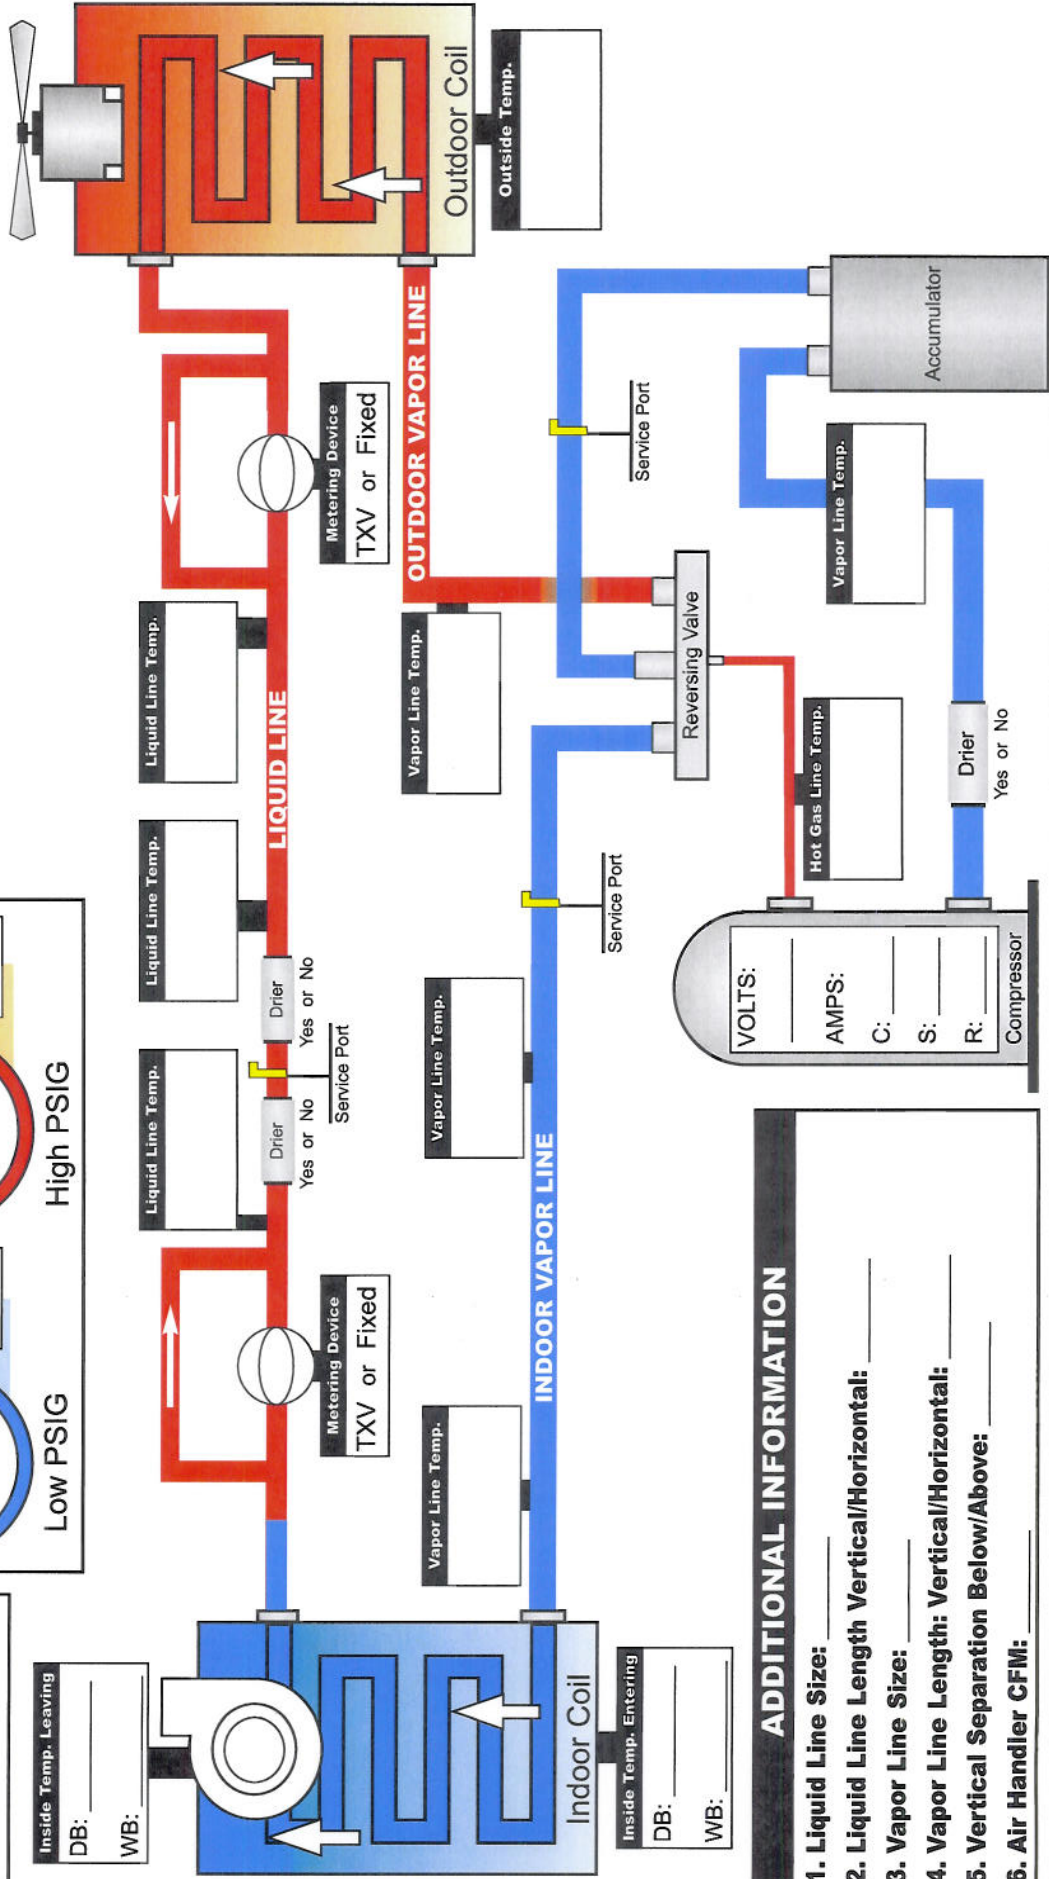 Inside Temp. Leaving
DB:
WB:
Low PSIG
High PSIG
Liquid Line Temp.
Liquid Line Temp.
Liquid Line Temp.
Drier
Yes or No
Service Port
Drier
Yes or No
LIQUID LINE
Metering Device
TXV or Fixed
Metering Device
TXV or Fixed
Outdoor Coil
Outside Temp.
OUTDOOR VAPOR LINE
Vapor Line Temp.
Vapor Line Temp.
Vapor Line Temp.
INDOOR VAPOR LINE
Service Port
Service Port
Indoor Coil
Inside Temp. Entering
DB:
WB:
Reversing Valve
Hot Gas Line Temp.
Vapor Line Temp.
Accumulator
Drier
Yes or No
VOLTS:
AMPS:
C:
S:
R:
Compressor
ADDITIONAL INFORMATION
1. Liquid Line Size:
2. Liquid Line Length Vertical/Horizontal:
3. Vapor Line Size:
4. Vapor Line Length: Vertical/Horizontal:
5. Vertical Separation Below/Above:
6. Air Handler CFM: